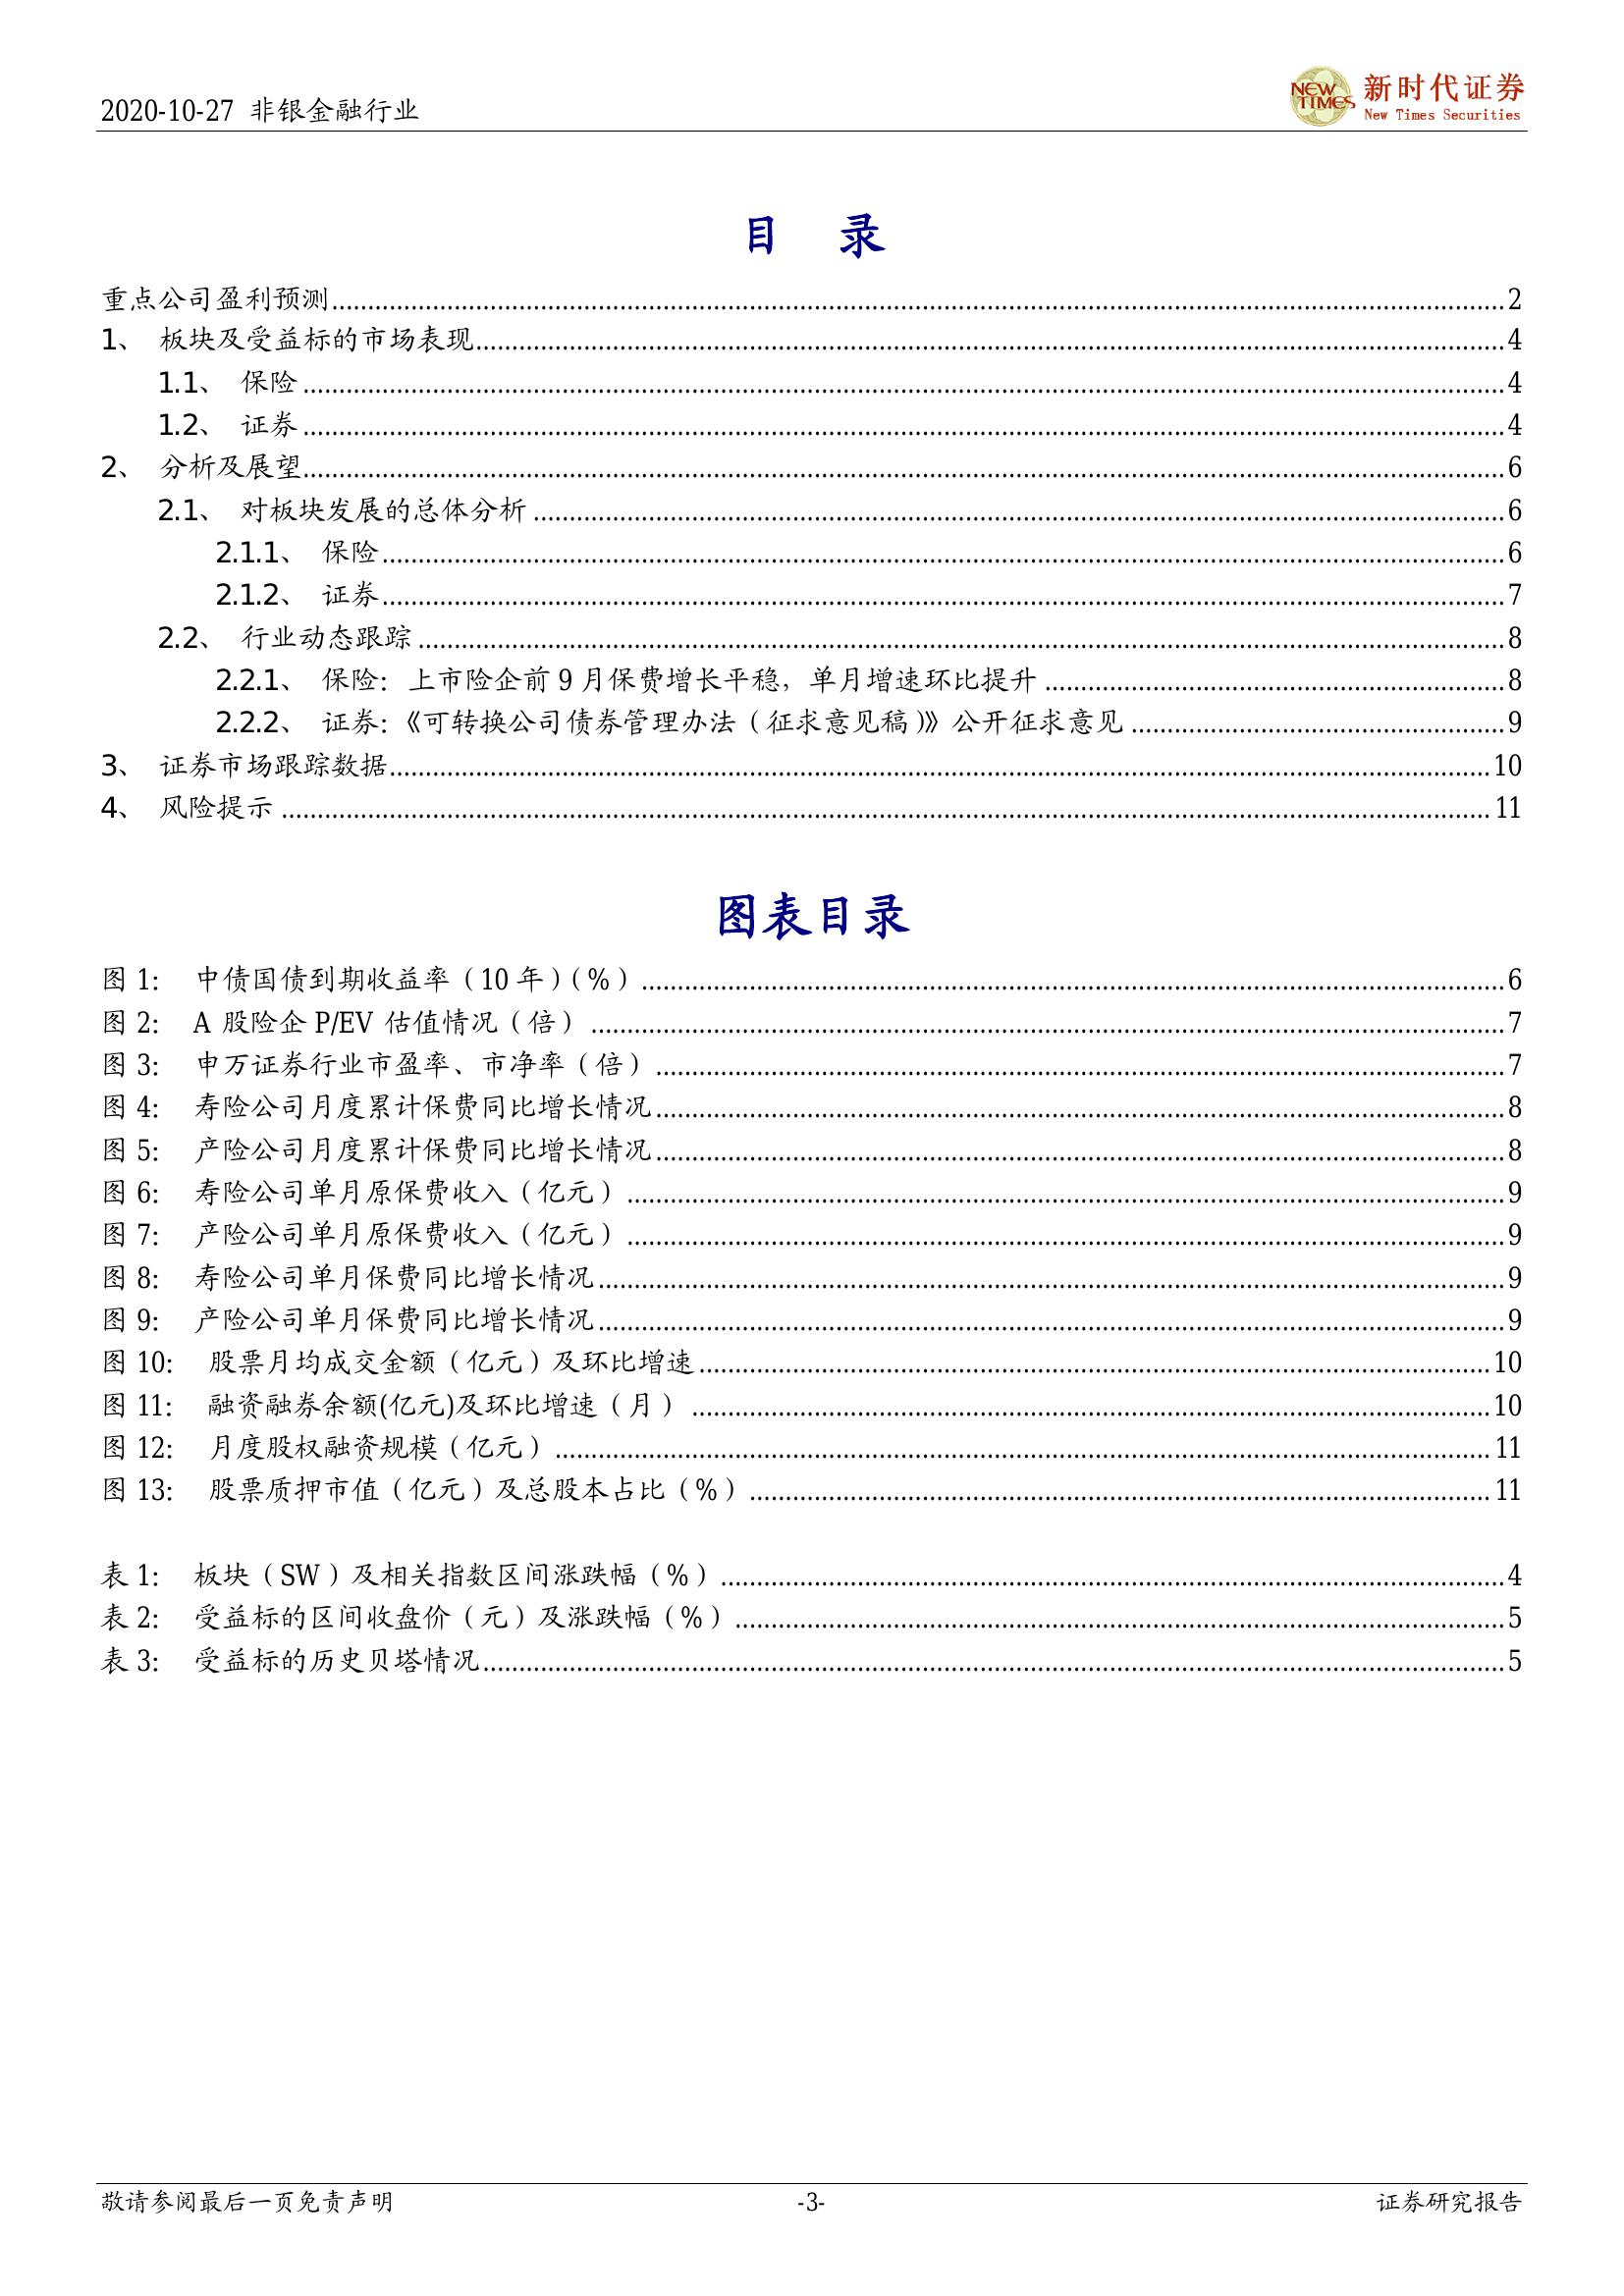 2020-10-27 非银金融行业
NEW TIMES 新时代证券
New Times Securities
目 录
重点公司盈利预测 2
1、 板块及受益标的市场表现 4
1.1、 保险 4
1.2、 证券 4
2、 分析及展望 6
2.1、 对板块发展的总体分析 6
2.1.1、 保险 6
2.1.2、 证券 7
2.2、 行业动态跟踪 8
2.2.1、 保险：上市险企前 9 月保费增长平稳，单月增速环比提升 8
2.2.2、 证券：《可转换公司债券管理办法（征求意见稿）》公开征求意见 9
3、 证券市场跟踪数据 10
4、 风险提示 11
图表目录
图 1： 中债国债到期收益率（10 年）（%） 6
图 2： A 股险企 P/EV 估值情况（倍） 7
图 3： 申万证券行业市盈率、市净率（倍） 7
图 4： 寿险公司月度累计保费同比增长情况 8
图 5： 产险公司月度累计保费同比增长情况 8
图 6： 寿险公司单月原保费收入（亿元） 9
图 7： 产险公司单月原保费收入（亿元） 9
图 8： 寿险公司单月保费同比增长情况 9
图 9： 产险公司单月保费同比增长情况 9
图 10： 股票月均成交金额（亿元）及环比增速 10
图 11： 融资融券余额(亿元)及环比增速（月） 10
图 12： 月度股权融资规模（亿元） 11
图 13： 股票质押市值（亿元）及总股本占比（%） 11
表 1： 板块（SW）及相关指数区间涨跌幅（%） 4
表 2： 受益标的区间收盘价（元）及涨跌幅（%） 5
表 3： 受益标的历史贝塔情况 5
敬请参阅最后一页免责声明 -3- 证券研究报告